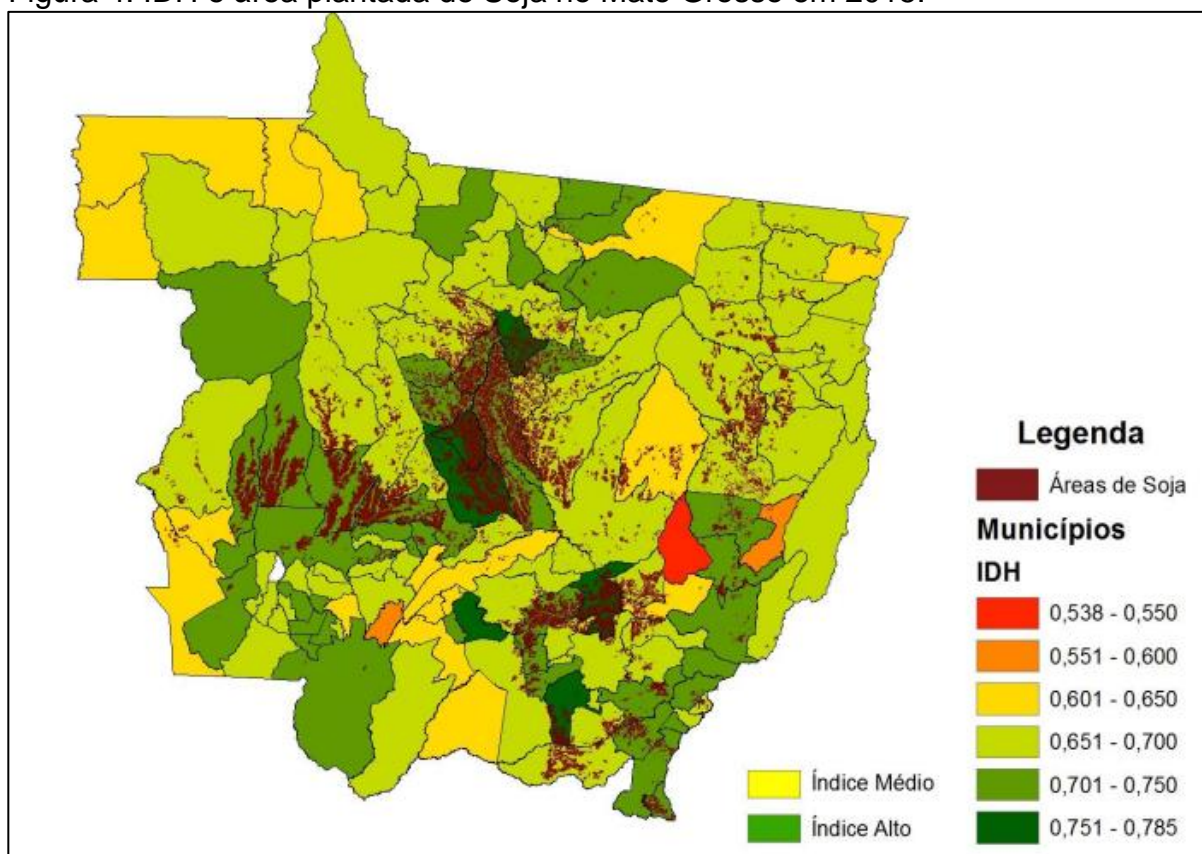 Figura IDH e área plantada de Soja no Mato Grosso em
Legenda
Áreas de Soja
Municípios
IDH
0,538 - 0,550
0,551 - 0,600
0,601 - 0,650
0,651 - 0,700
0,701 - 0,750
0,751 - 0,785
Índice Médio
Índice Alto